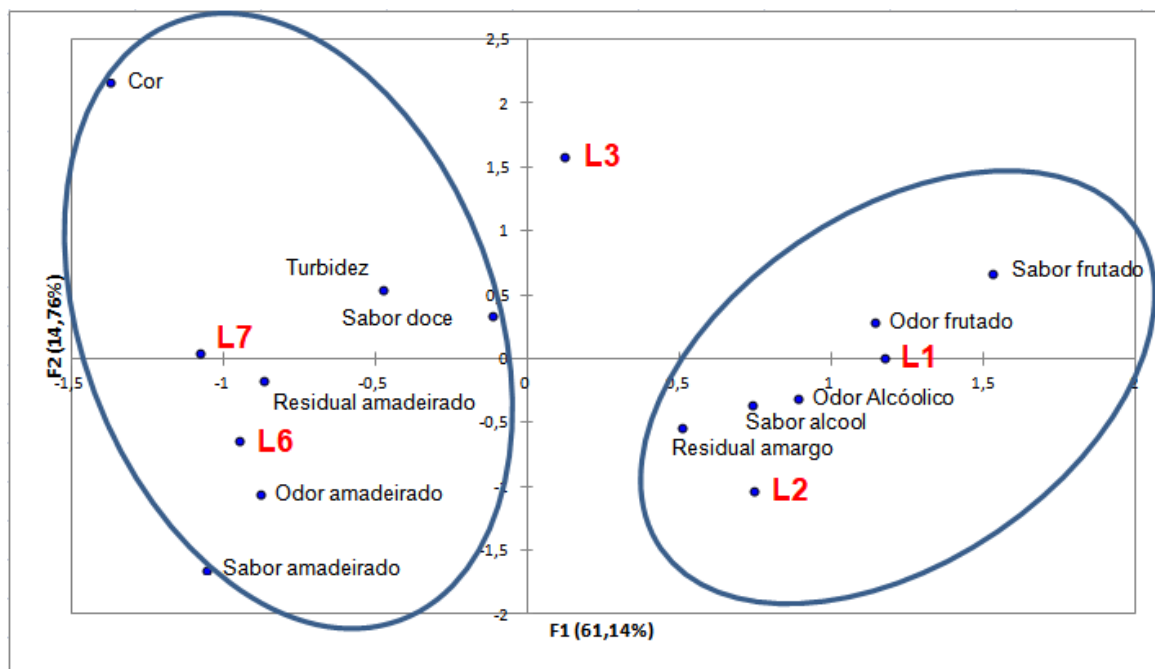 2,5
Cor
2
L3
1,5
1
Sabor frutado
Turbidez
0,5
Odor frutado
Sabor doce
L7
L1
F2 (14,76%)
0
-1,5
-1
-0,5
0
0,5
1
1,5
2
Residual amadeirado
Odor Alcóolico
Sabor alcool
-0,5
L6
Residual amargo
Odor amadeirado
-1
L2
Sabor amadeirado
-1,5
-2
F1 (61,14%)